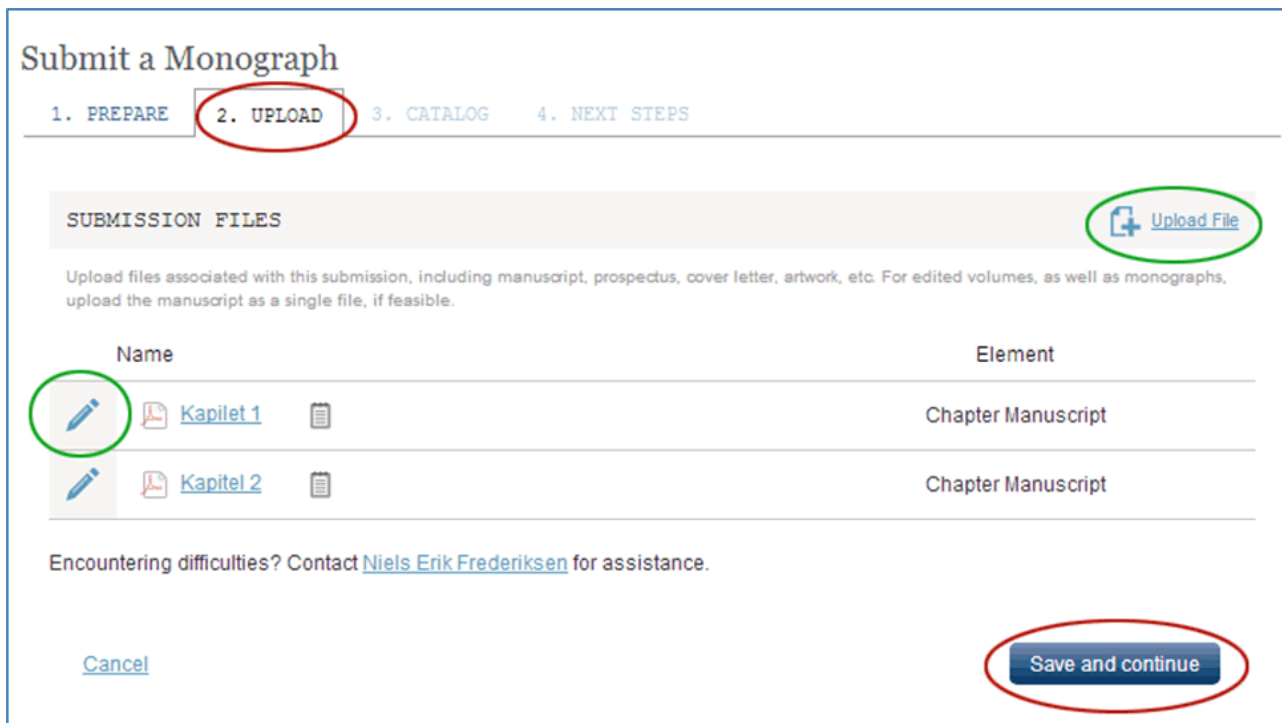 Submit a Monograph
1. PREPARE 2. UPLOAD 3. CATALOG 4. NEXT STEPS
SUBMISSION FILES Upload File
Upload files associated with this submission, including manuscript, prospectus, cover letter, artwork, etc. For edited volumes, as well as monographs,
upload the manuscript as a single file, if feasible.
Name Element
Kapilet 1 Chapter Manuscript
Kapitel 2 Chapter Manuscript
Encountering difficulties? Contact Niels Erik Frederiksen for assistance.
Cancel Save and continue